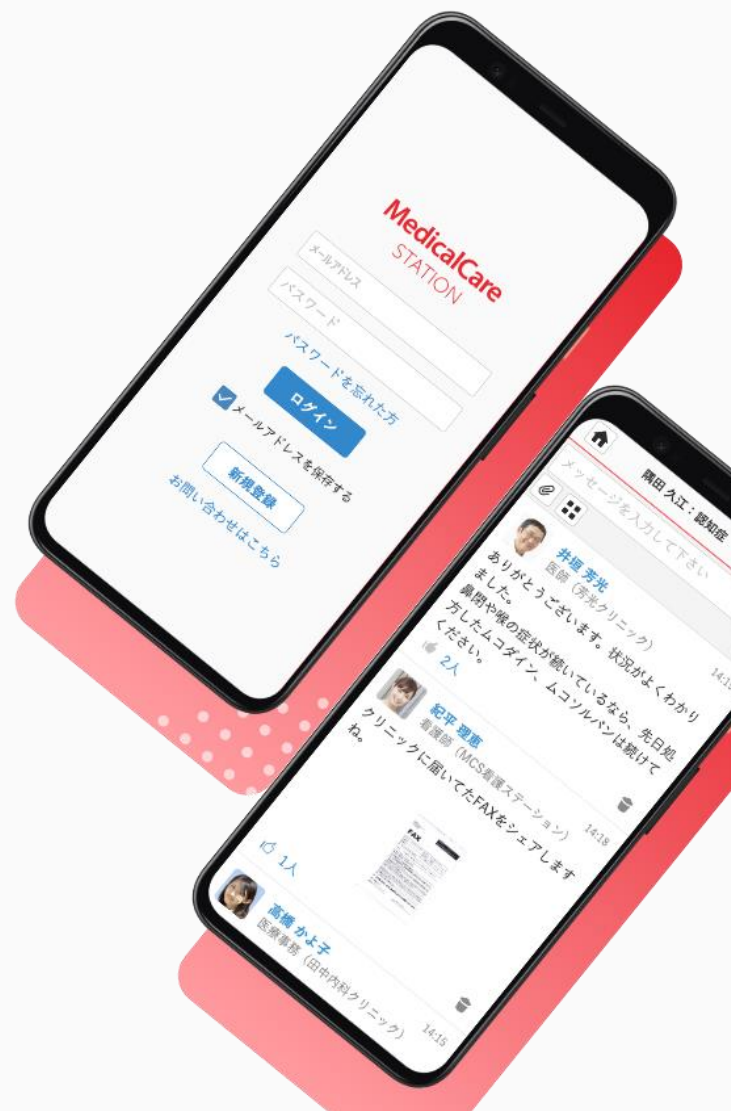 MedicalCare
STATION
メールアドレス
パスワード
パスワードを忘れた方
ログイン
メールアドレスを保存する
新規登録
お問い合わせはこちら
隅田 久江：認知症
メッセージを入力して下さい
井垣 芳光
医師（芳光クリニック）
14:19
ありがとうございます。状況がよくわかり
ました。
鼻閉や喉の症状が続いているなら、先日処
方したムコダイン、ムコソルバンは続けて
ください。
2人
紀平 理恵
看護師（MCS看護ステーション）
14:18
クリニックに届いてたFAXをシェアします
ね。
FAX
1人
高橋 かよ子
医療事務（田中内科クリニック）
14:15